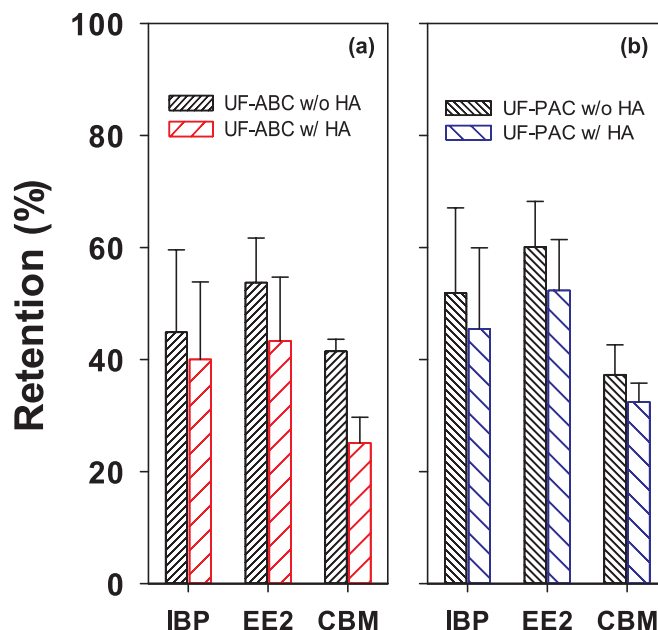 Retention (%)
100
80
60
40
20
0
(a)
UF-ABC w/o HA
UF-ABC w/ HA
IBP EE2 CBM
(b)
UF-PAC w/o HA
UF-PAC w/ HA
IBP EE2 CBM